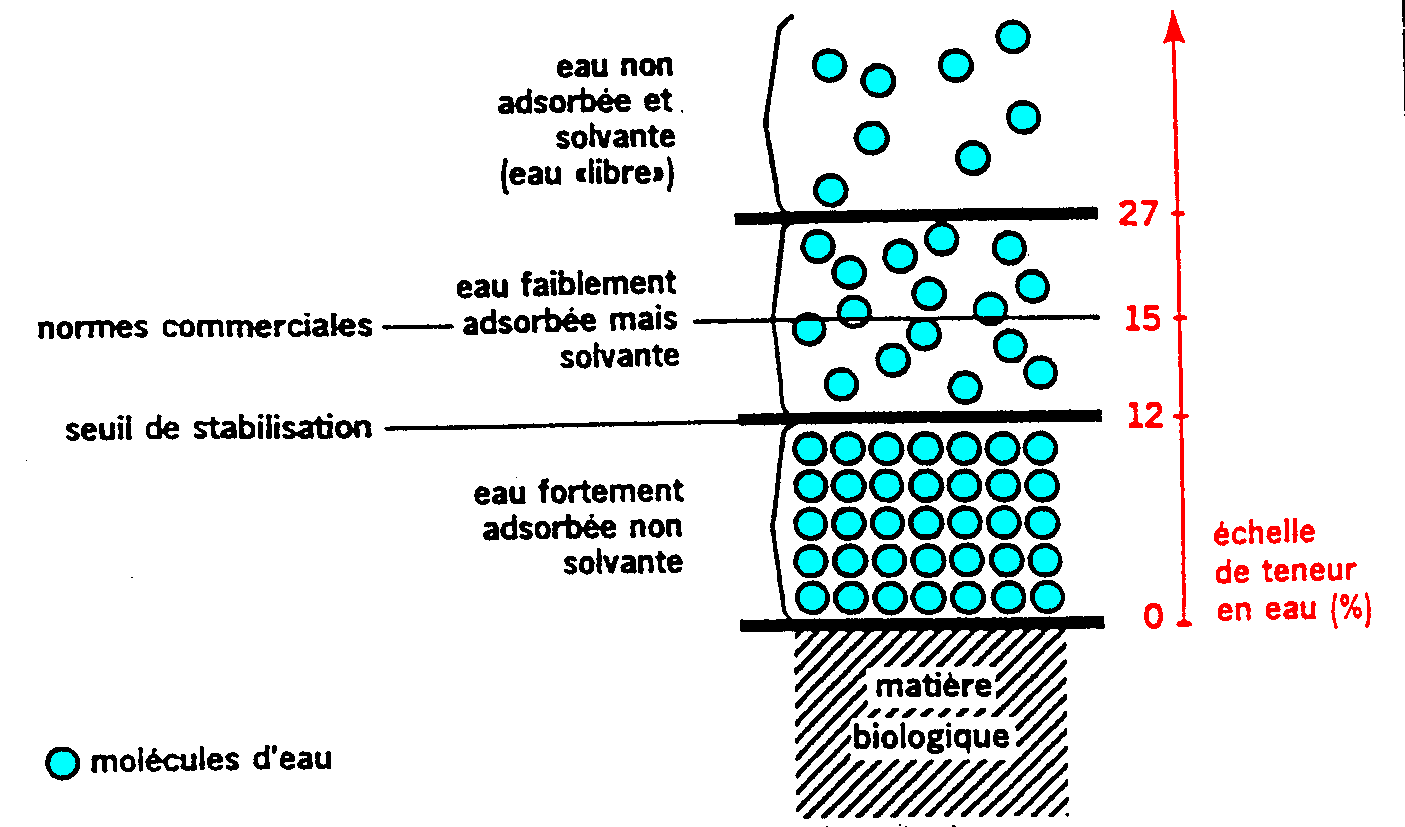 eau non
adsorbée et
solvante
(eau «libre»)
27
eau faiblement
adsorbée mais
solvante
normes commerciales
15
seuil de stabilisation
12
eau fortement
adsorbée non
solvante
échelle
de teneur
en eau (%)
0
matière
biologique
molécules d'eau